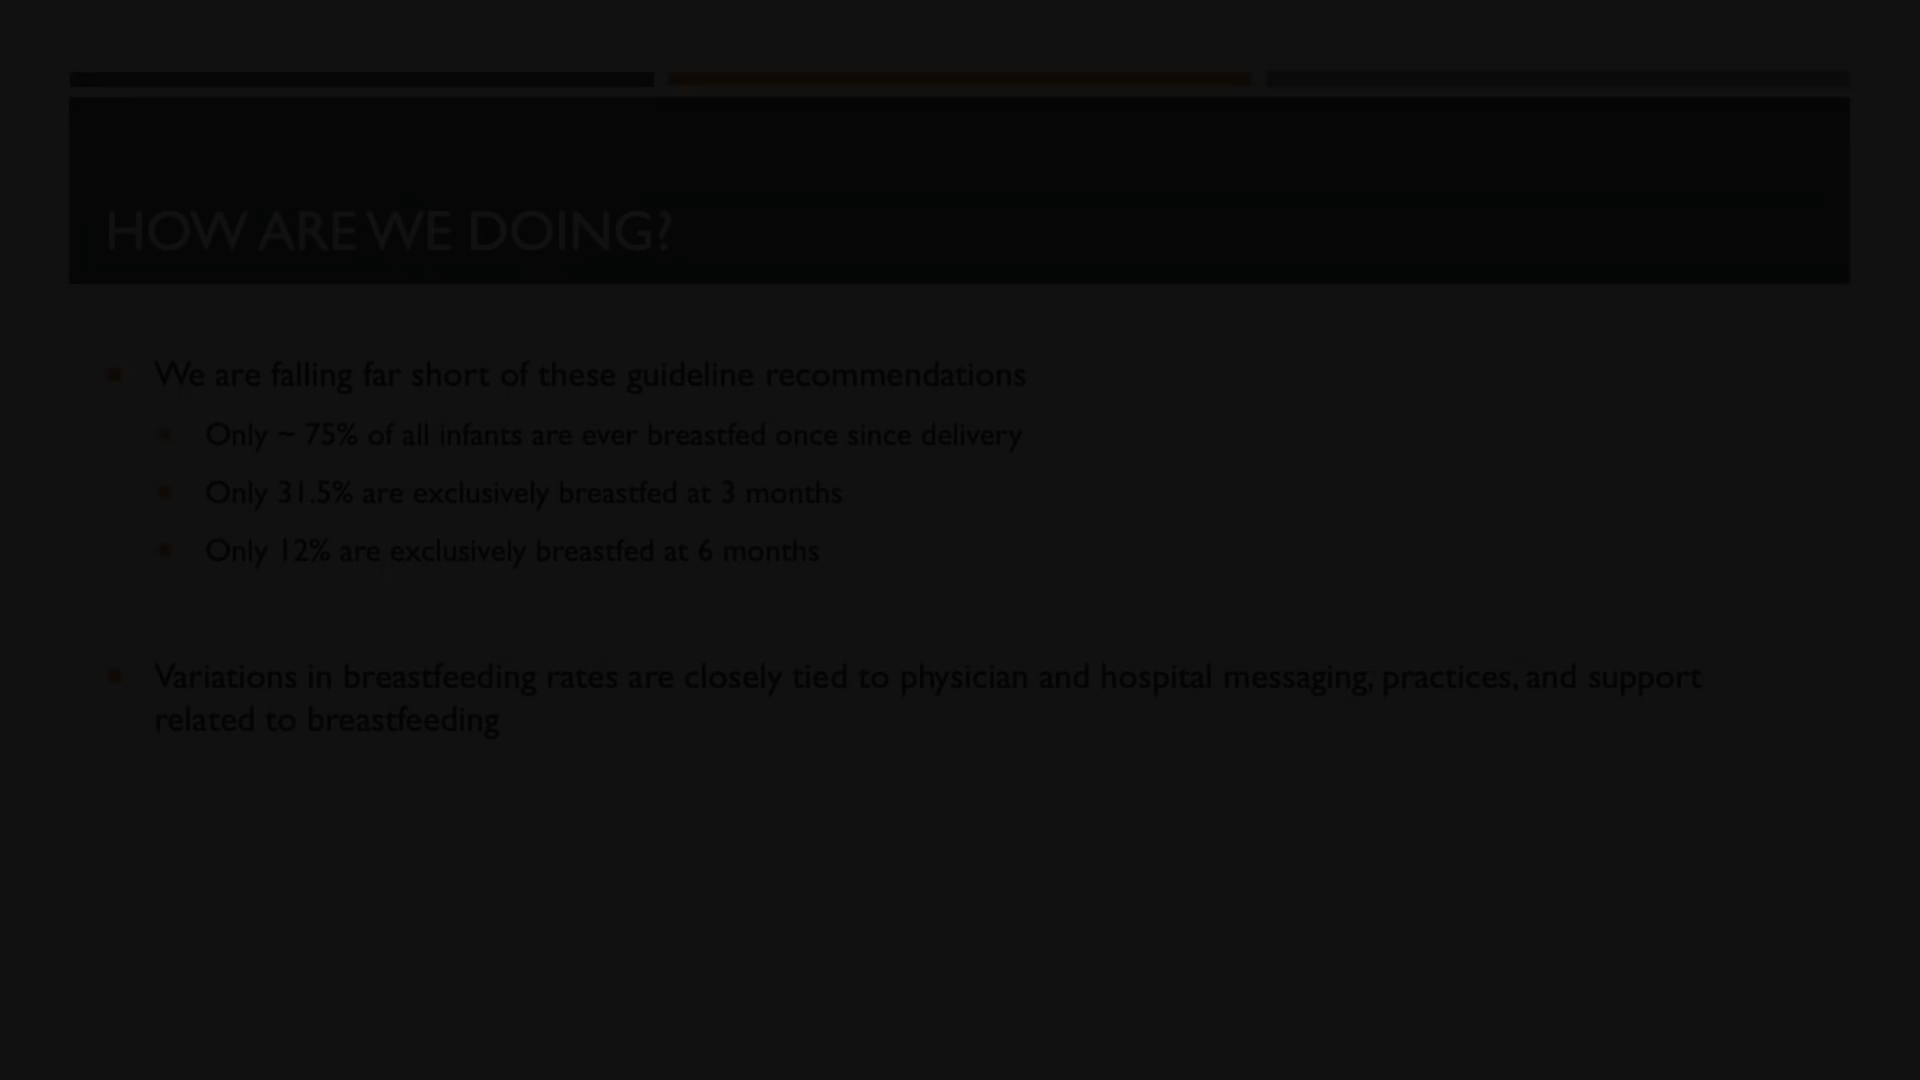 HOW ARE WE DOING?
We are falling far short of these guideline recommendations
Only ~ 75% of all infants are ever breastfed once since delivery
Only 31.5% are exclusively breastfed at 3 months
Only 12% are exclusively breastfed at 6 months
Variations in breastfeeding rates are closely tied to physician and hospital messaging, practices, and support
related to breastfeeding